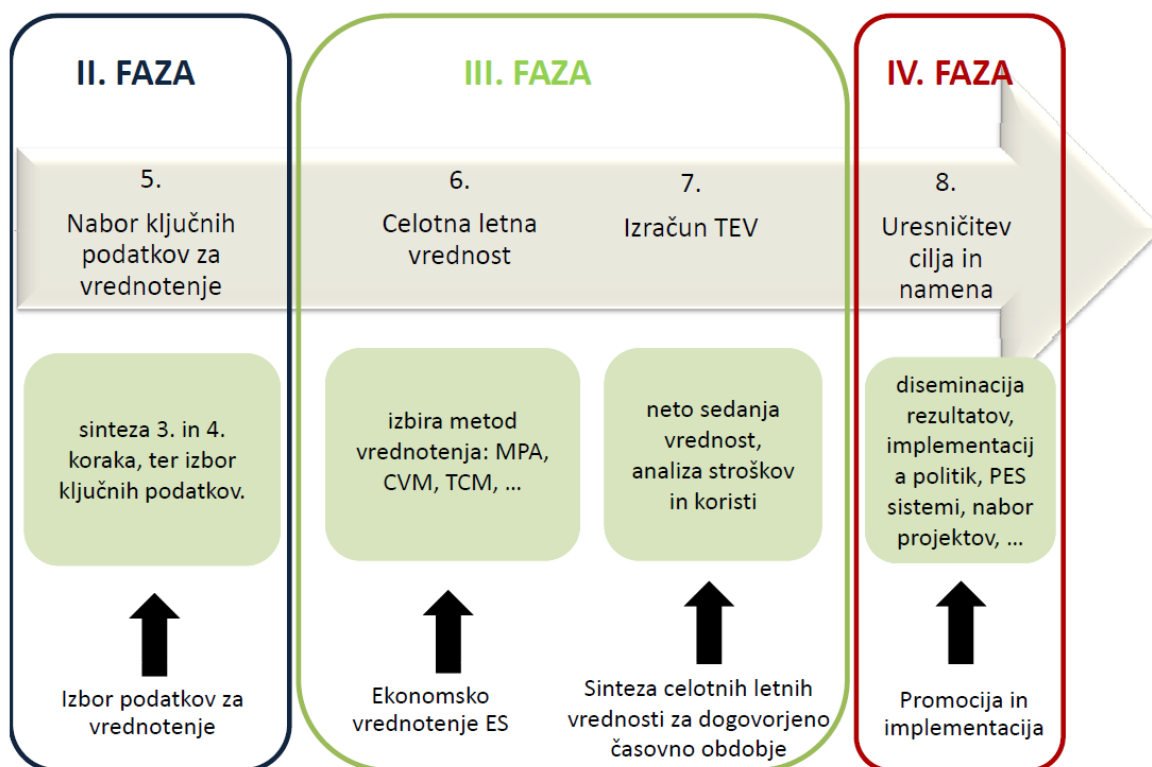 II. FAZA
III. FAZA
IV. FAZA
5.
Nabor ključnih
podatkov za
vrednotenje
6.
Celotna letna
vrednost
7.
Izračun TEV
8.
Uresničitev
cilja in
namena
sinteza 3. in 4.
koraka, ter izbor
ključnih podatkov.
izbira metod
vrednotenja: MPA,
CVM, TCM, ...
neto sedanja
vrednost,
analiza stroškov
in koristi
diseminacija
rezultatov,
implementacij
a politik, PES
sistemi, nabor
projektov, ...
Izbor podatkov za
vrednotenje
Ekonomsko
vrednotenje ES
Sinteza celotnih letnih
vrednosti za dogovorjeno
časovno obdobje
Promocija in
implementacija